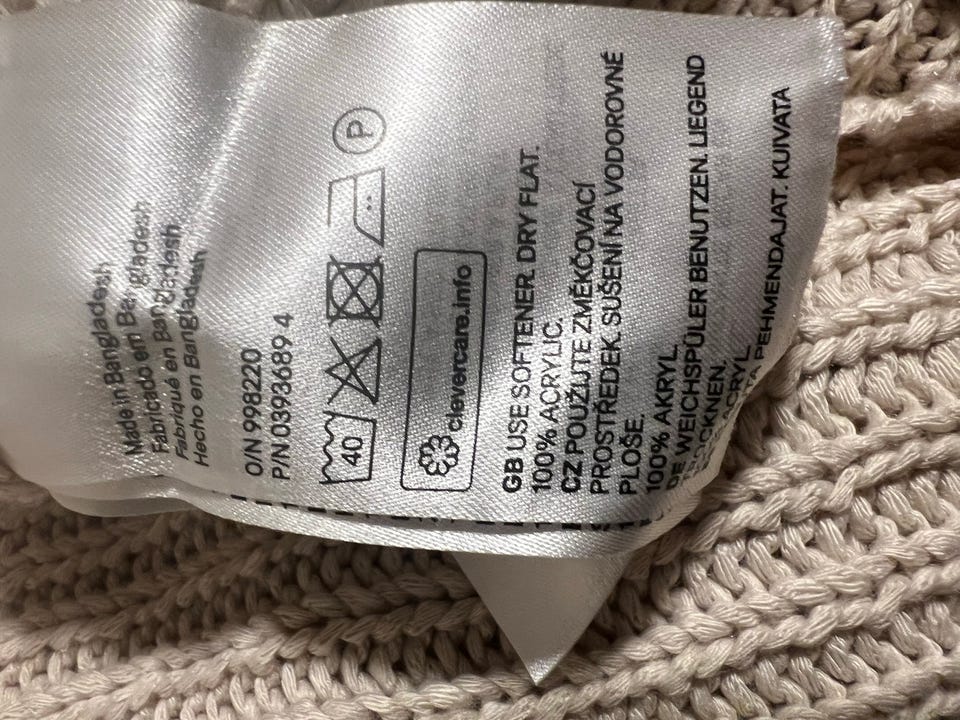 Made in Bangladesh
Fabricado em Bangladesh
Fabriqué en Bangladesh
Hecho en Bangladesh
O/N 998220
P/N 0393689 4
40
P
clevercare.info
GB USE SOFTENER. DRY FLAT.
100% ACRYLIC.
CZ POUŽIJTE ZMĚKČOVACÍ
PROSTŘEDEK. SUŠENÍ NA VODOROVNÉ
PLOŠE.
100% AKRYL.
DE WEICHSPÜLER BENUTZEN. LIEGEND
TROCKNEN.
ACRYL.
PEHMENDAJAT. KUIVATA